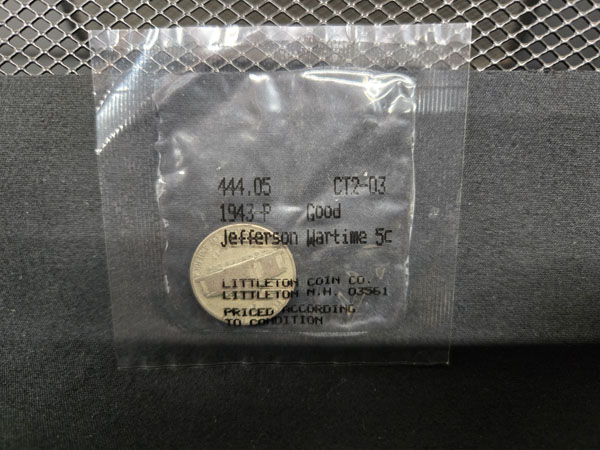 444.05 CT2-03
1943-P Good
Jefferson Wartime 5c
LITTLETON COIN CO.
LITTLETON N.H. 03561
PRICED ACCORDING
TO CONDITION